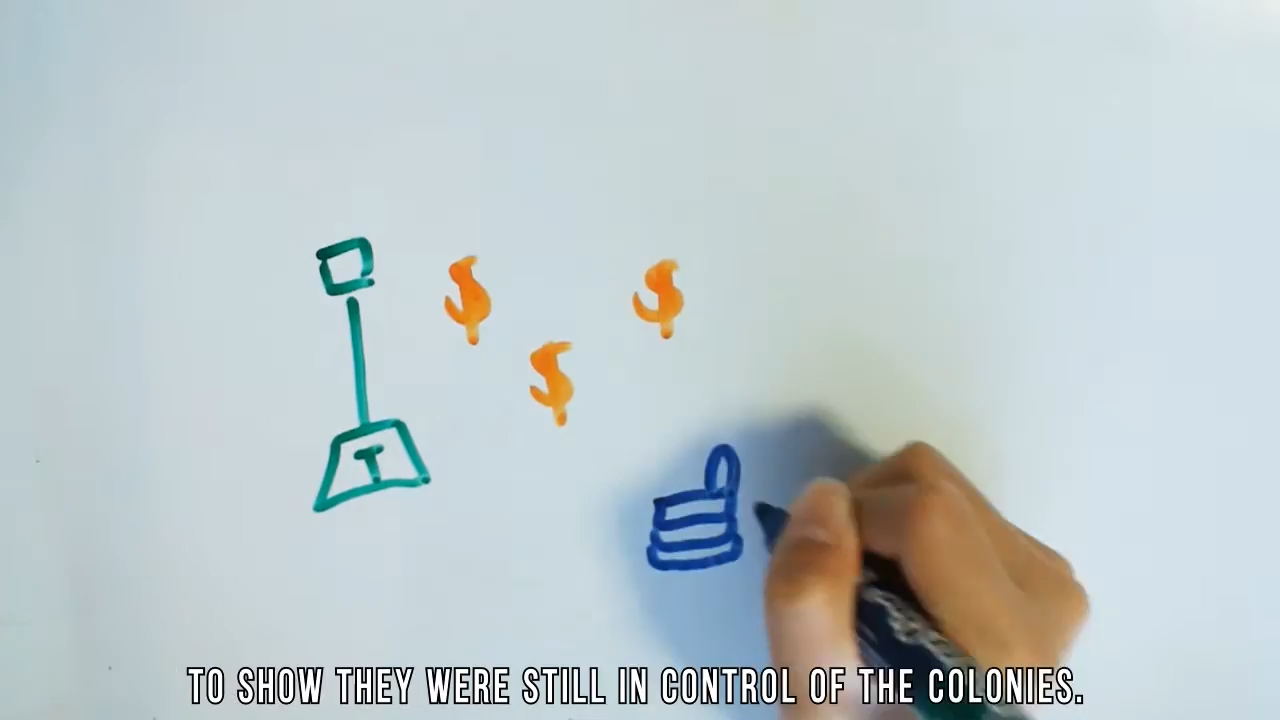 $ $
$
T
TO SHOW THEY WERE STILL IN CONTROL OF THE COLONIES.